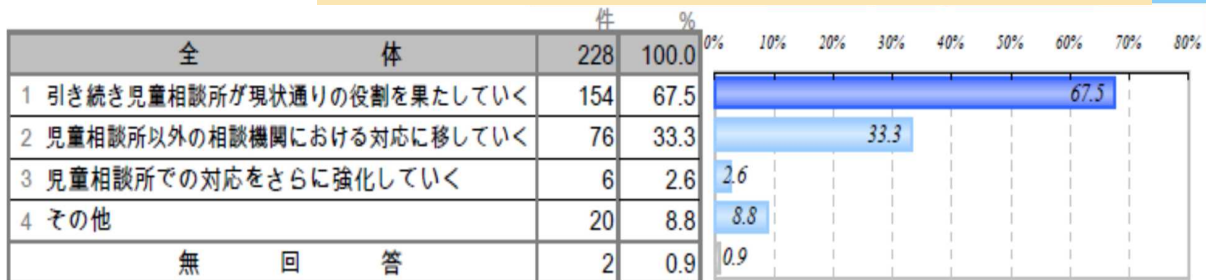 件 %
全 体 228 100.0
1 引き続き児童相談所が現状通りの役割を果たしていく 154 67.5
2 児童相談所以外の相談機関における対応に移していく 76 33.3
3 児童相談所での対応をさらに強化していく 6 2.6
4 その他 20 8.8
無 回 答 2 0.9
0% 10% 20% 30% 40% 50% 60% 70% 80%
67.5
33.3
2.6
8.8
0.9